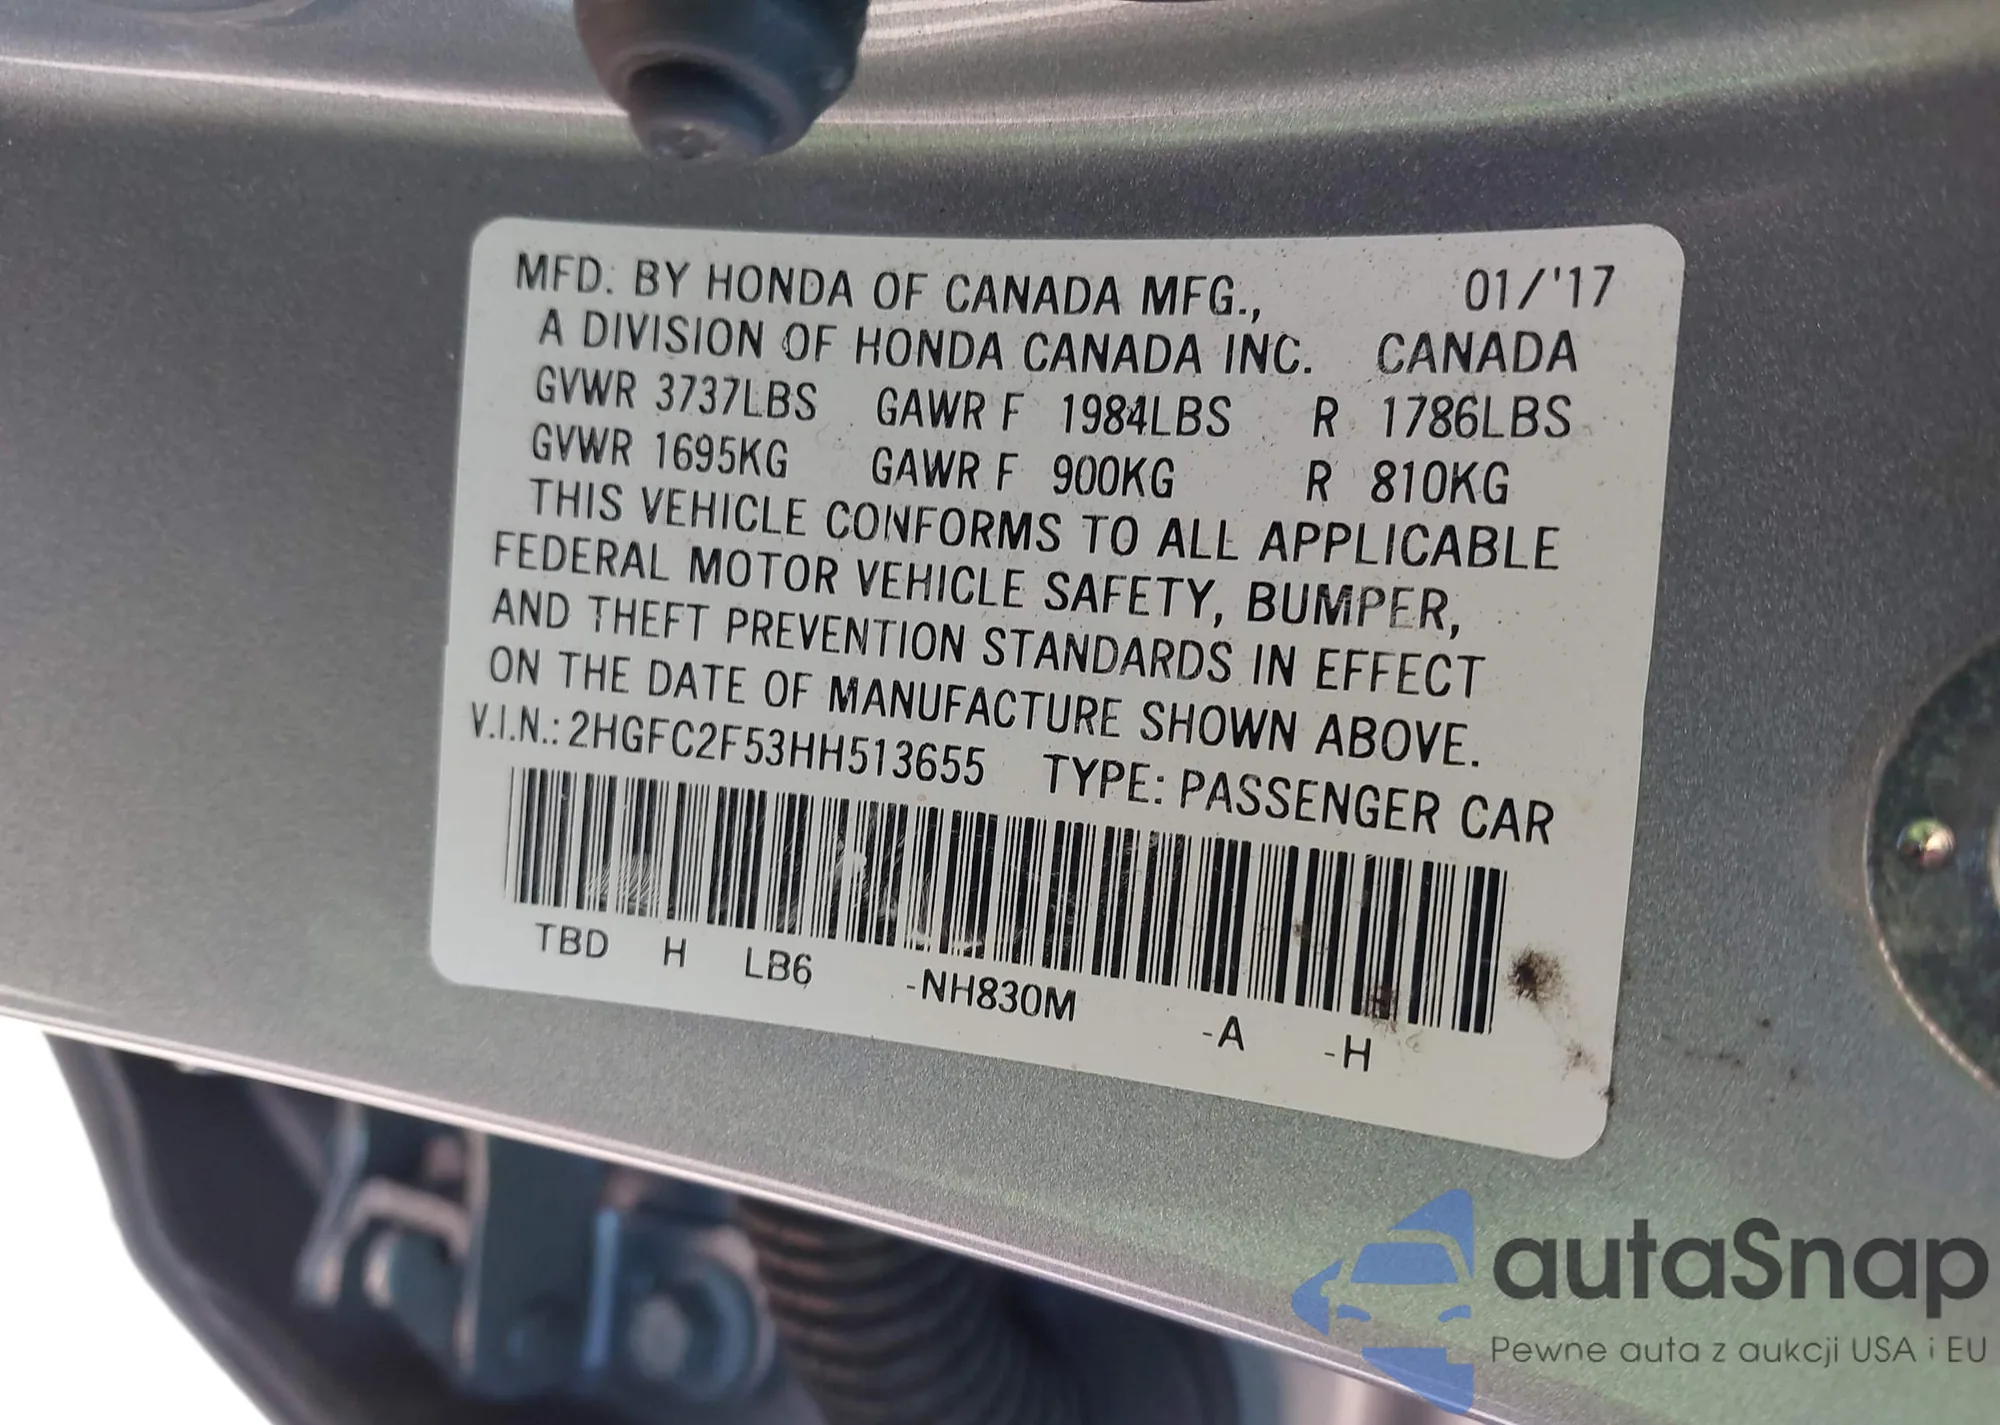 MFD. BY HONDA OF CANADA MFG., 01/'17
A DIVISION OF HONDA CANADA INC. CANADA
GVWR 3737LBS GAWR F 1984LBS R 1786LBS
GVWR 1695KG GAWR F 900KG R 810KG
THIS VEHICLE CONFORMS TO ALL APPLICABLE
FEDERAL MOTOR VEHICLE SAFETY, BUMPER,
AND THEFT PREVENTION STANDARDS IN EFFECT
ON THE DATE OF MANUFACTURE SHOWN ABOVE.
V.I.N.: 2HGFC2F53HH513655 TYPE: PASSENGER CAR
TBD H LB6 -NH830M -A -H
autaSnap
Pewne auta z aukcji USA i EU